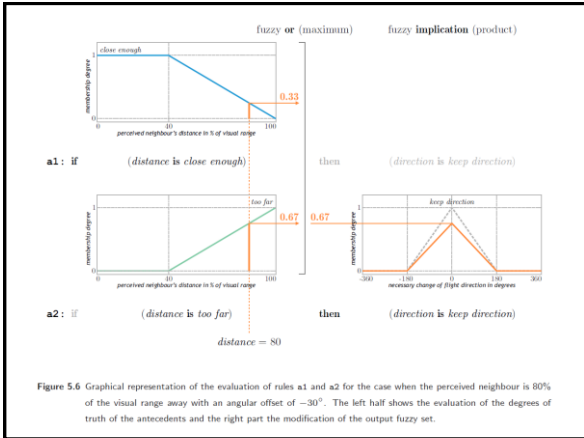 fuzzy or (maximum) fuzzy implication (product)
close enough
1
membership degree
0
0.33
0 40 100
perceived neighbour's distance in % of visual range
a1: if (distance is close enough) then (direction is keep direction)
too far
1
membership degree
0
0.67 0.67
0 40 100
perceived neighbour's distance in % of visual range
keep direction
1
membership degree
0
-360 -180 0 180 360
necessary change of flight direction in degrees
a2: if (distance is too far) then (direction is keep direction)
distance = 80
Figure 5.6 Graphical representation of the evaluation of rules a1 and a2 for the case when the perceived neighbour is 80%
of the visual range away with an angular offset of −30°. The left half shows the evaluation of the degrees of
truth of the antecedents and the right part the modification of the output fuzzy set.